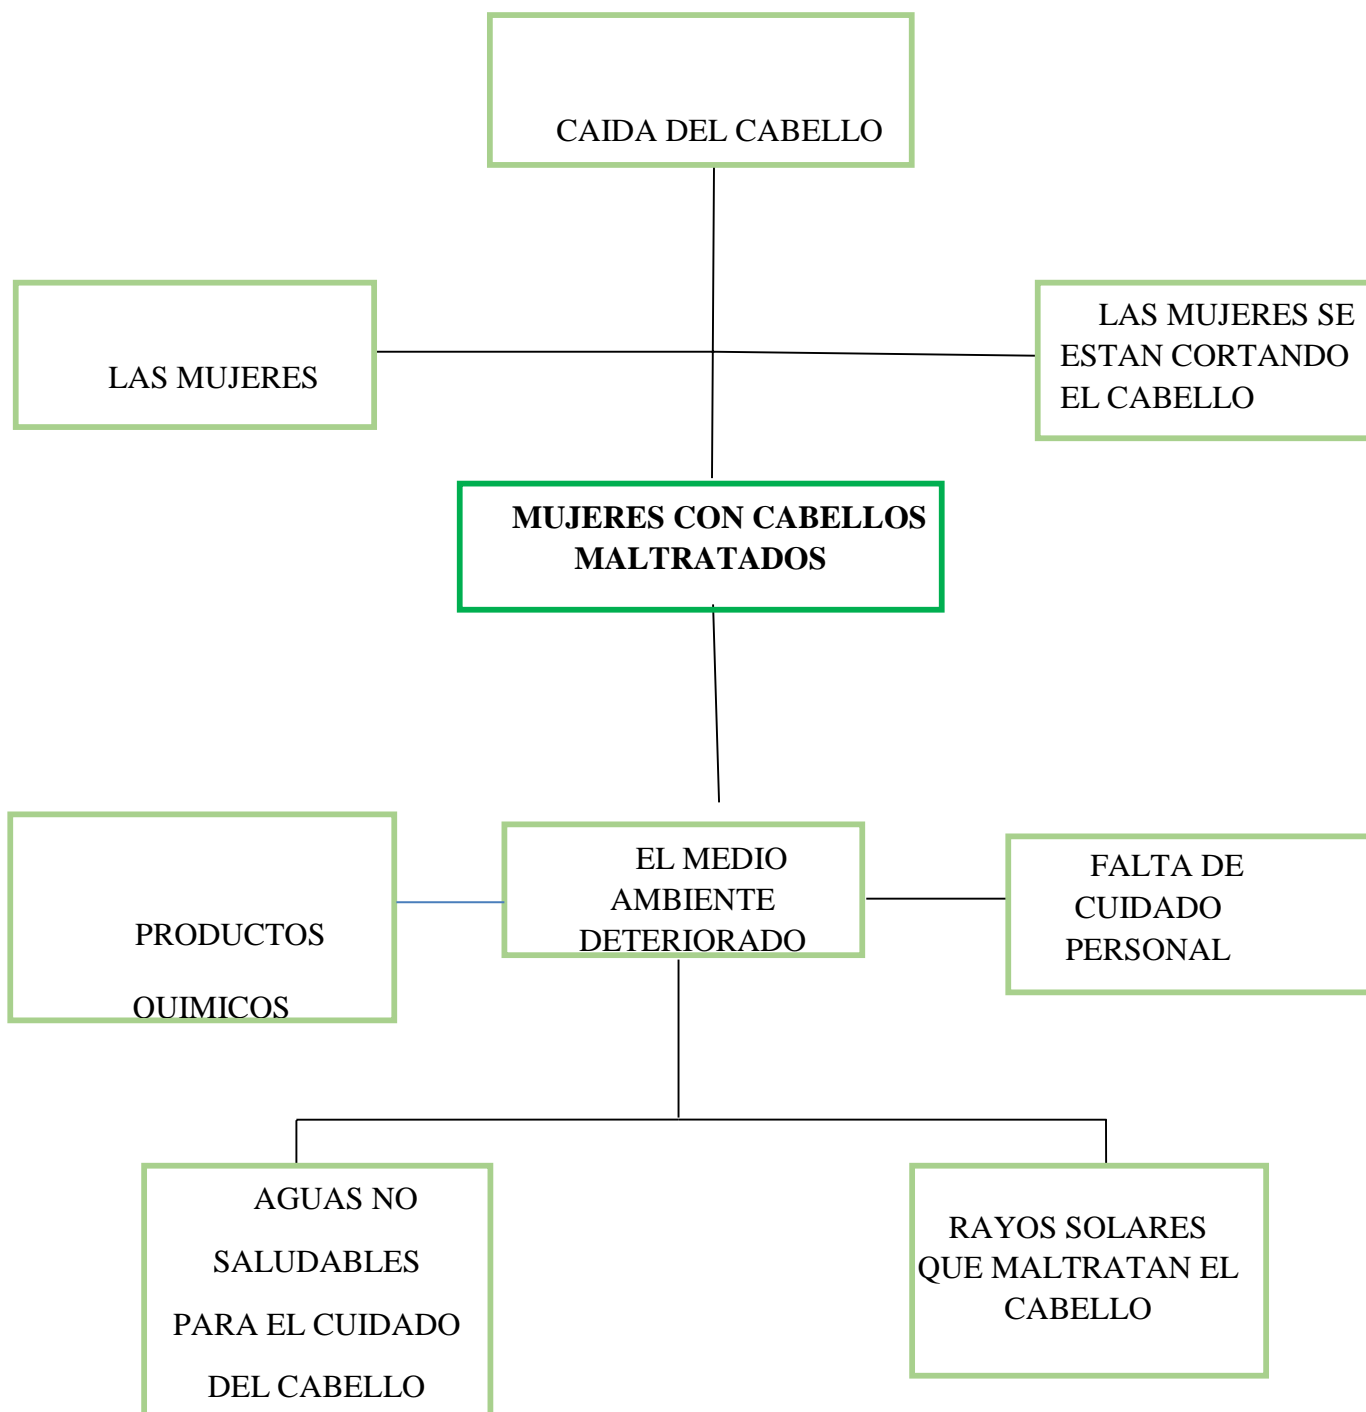 CAIDA DEL CABELLO
LAS MUJERES
LAS MUJERES SE
ESTAN CORTANDO
EL CABELLO
MUJERES CON CABELLOS
MALTRATADOS
PRODUCTOS
QUIMICOS
EL MEDIO
AMBIENTE
DETERIORADO
FALTA DE
CUIDADO
PERSONAL
AGUAS NO
SALUDABLES
PARA EL CUIDADO
DEL CABELLO
RAYOS SOLARES
QUE MALTRATAN EL
CABELLO